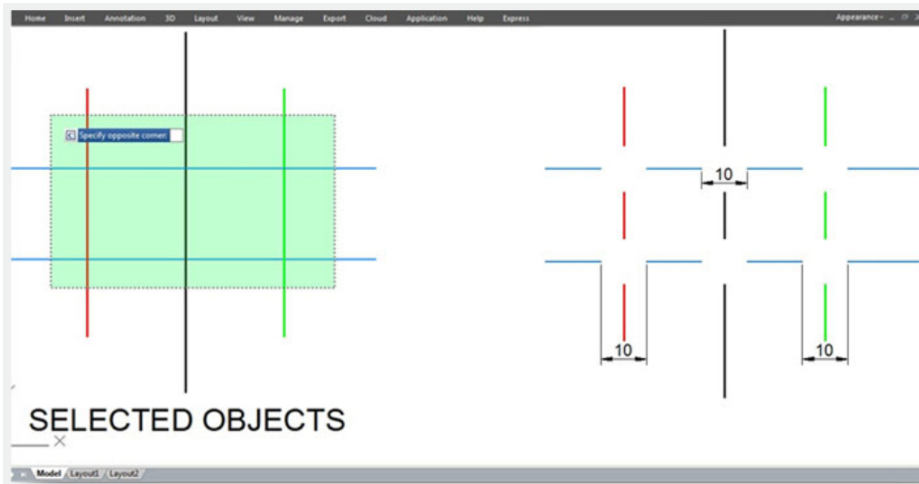 Home Insert Annotation 3D Layout View Manage Export Cloud Application Help Express Appearance
Specify opposite corner:
10
10
10
SELECTED OBJECTS
Model Layout1 Layout2